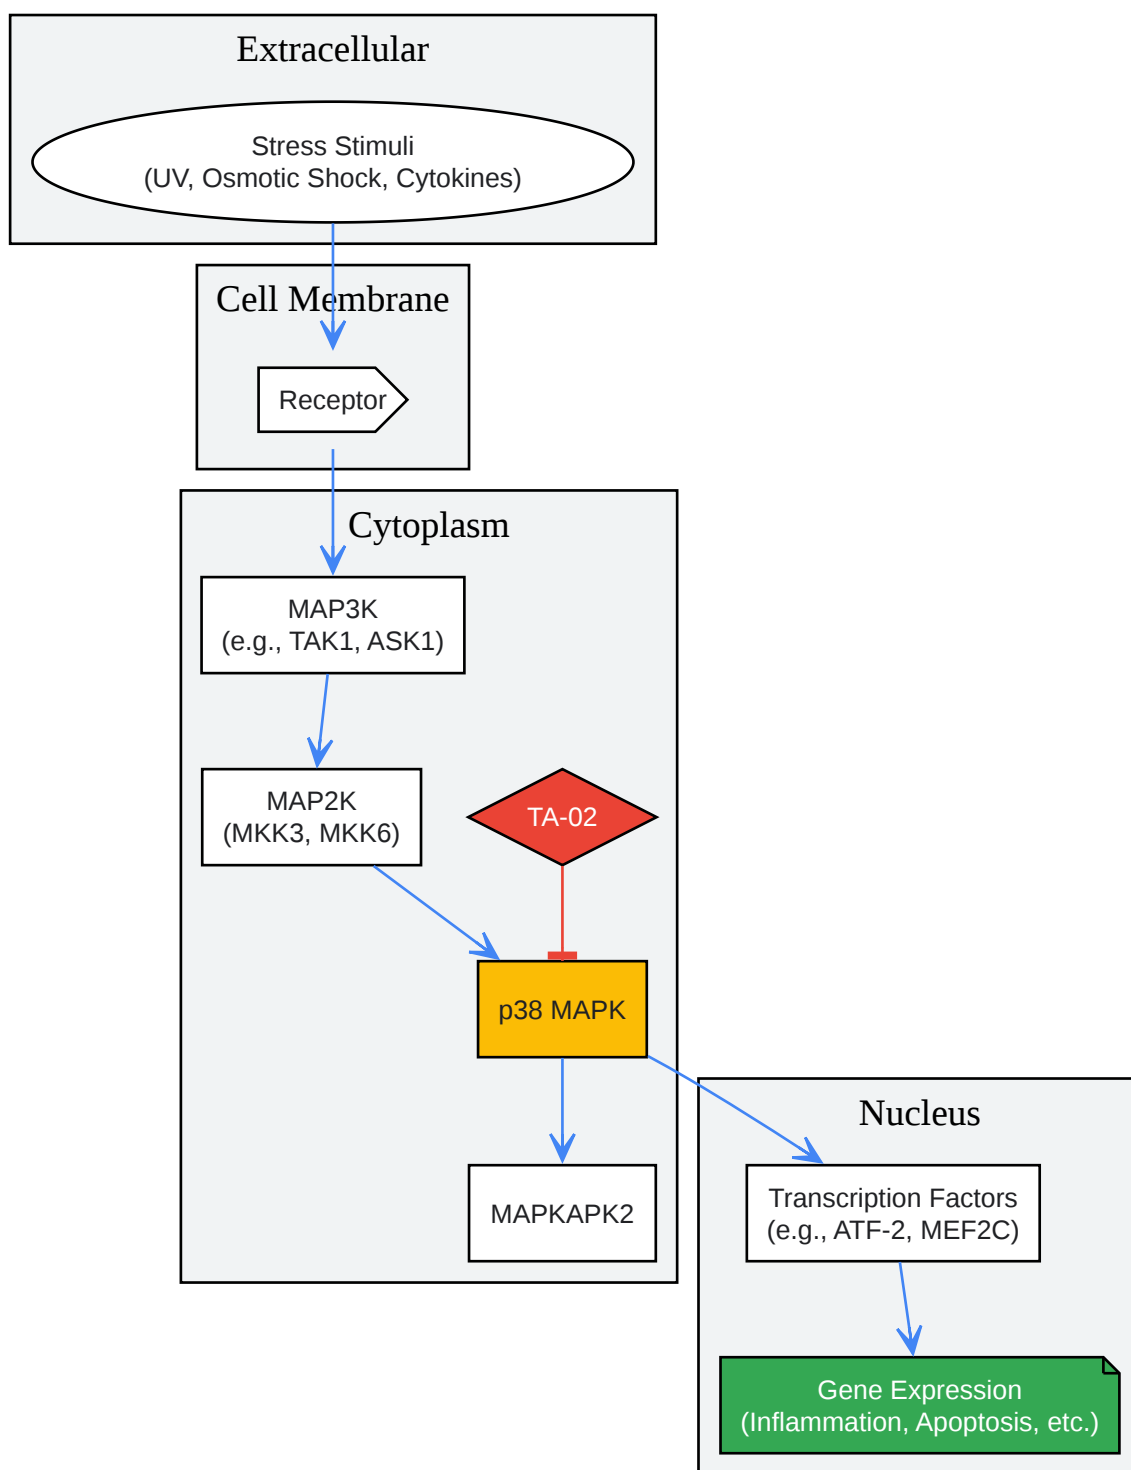 Extracellular
Stress Stimuli
(UV, Osmotic Shock, Cytokines)
Cell Membrane
Receptor
Cytoplasm
MAP3K
(e.g., TAK1, ASK1)
MAP2K
(MKK3, MKK6)
TA-02
p38 MAPK
MAPKAPK2
Nucleus
Transcription Factors
(e.g., ATF-2, MEF2C)
Gene Expression
(Inflammation, Apoptosis, etc.)